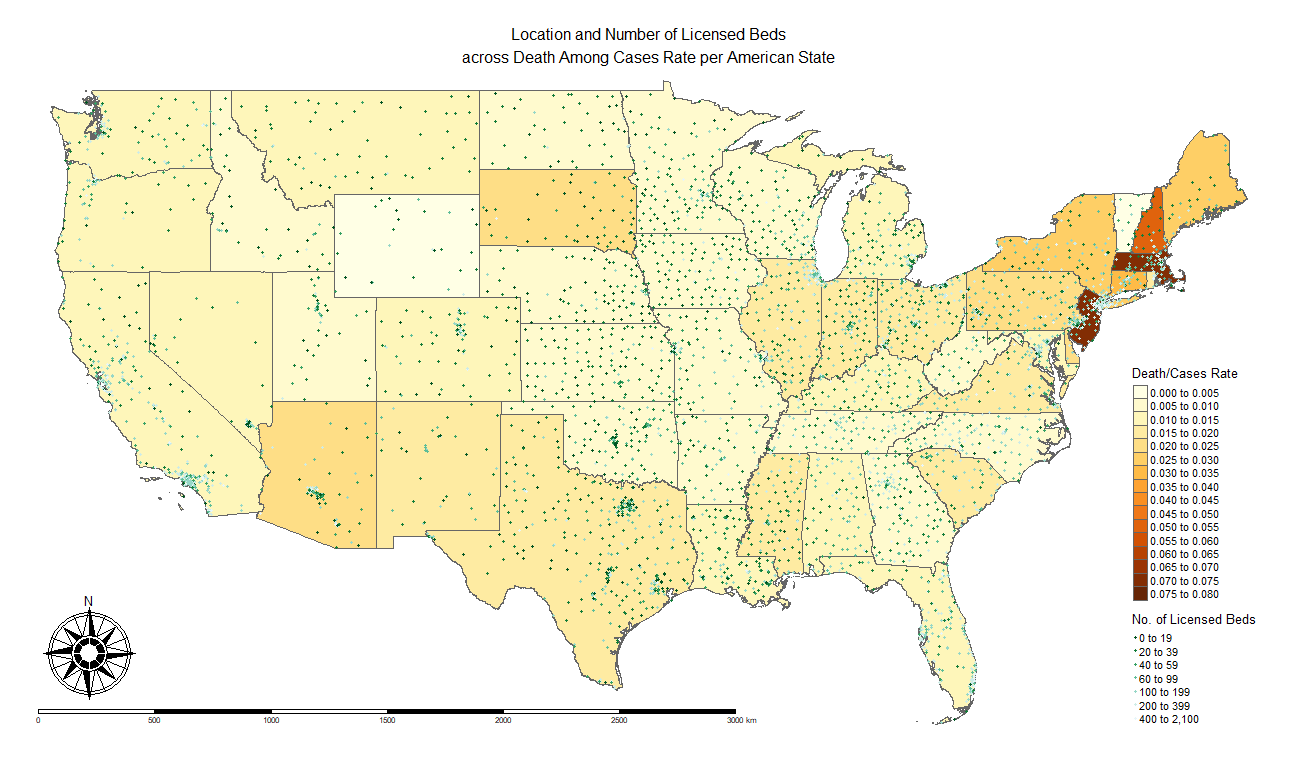 Location and Number of Licensed Beds
across Death Among Cases Rate per American State
Death/Cases Rate
0.000 to 0.005
0.005 to 0.010
0.010 to 0.015
0.015 to 0.020
0.020 to 0.025
0.025 to 0.030
0.030 to 0.035
0.035 to 0.040
0.040 to 0.045
0.045 to 0.050
0.050 to 0.055
0.055 to 0.060
0.060 to 0.065
0.065 to 0.070
0.070 to 0.075
0.075 to 0.080
No. of Licensed Beds
0 to 19
20 to 39
40 to 59
60 to 99
100 to 199
200 to 399
400 to 2,100
N
0 500 1000 1500 2000 2500 3000 km